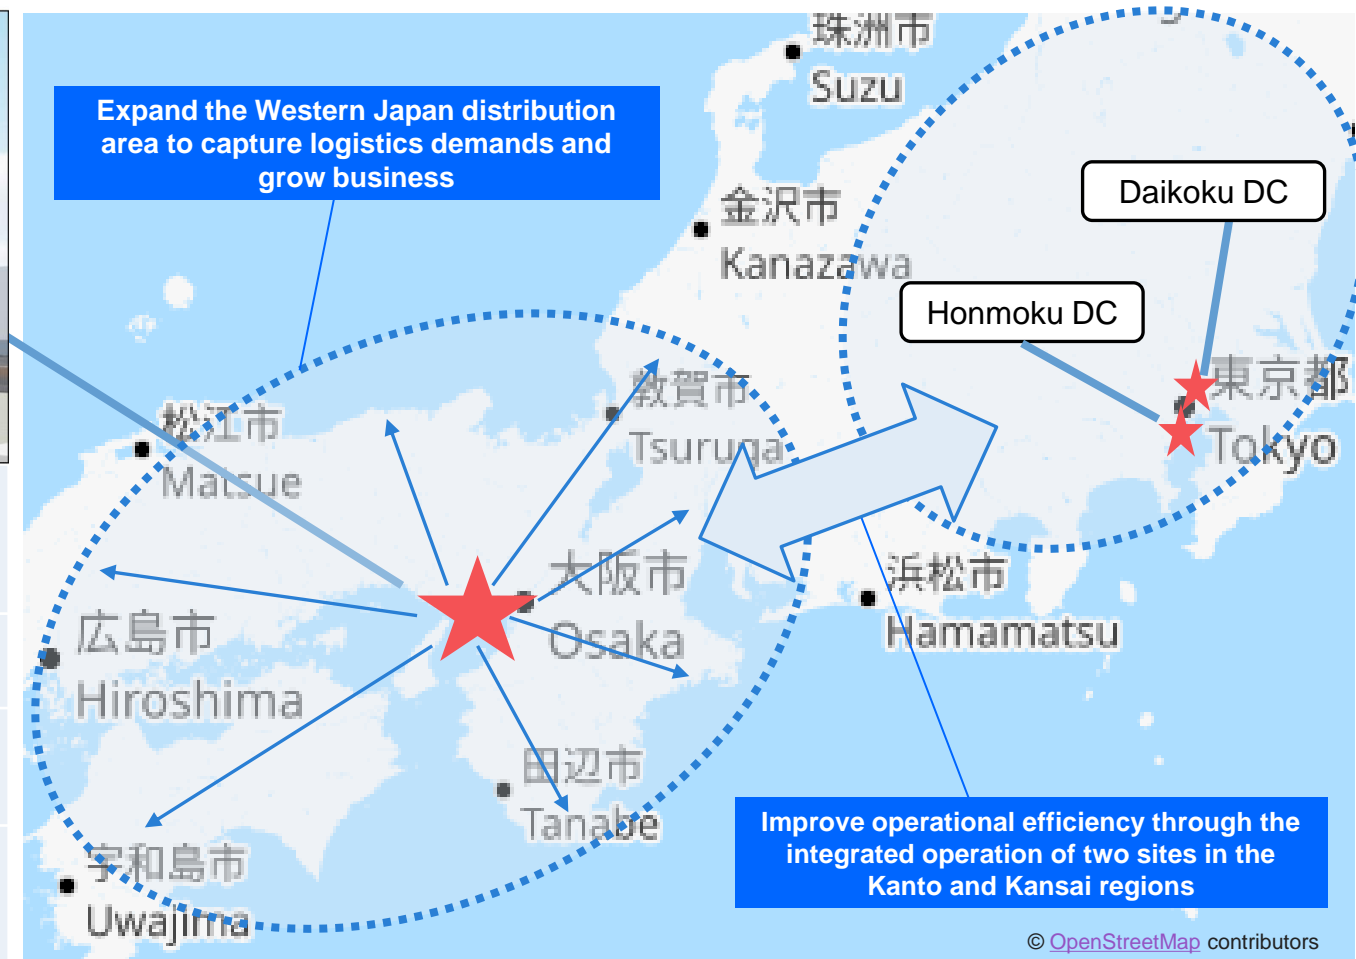 珠洲市
Suzu
Expand the Western Japan distribution
area to capture logistics demands and
grow business
Daikoku DC
金沢市
Kanazawa
Honmoku DC
東京都
Tokyo
敦賀市
Tsuruga
松江市
Matsue
大阪市
Osaka
浜松市
Hamamatsu
広島市
Hiroshima
田辺市
Tanabe
Improve operational efficiency through the
integrated operation of two sites in the
Kanto and Kansai regions
宇和島市
Uwajima
© OpenStreetMap contributors